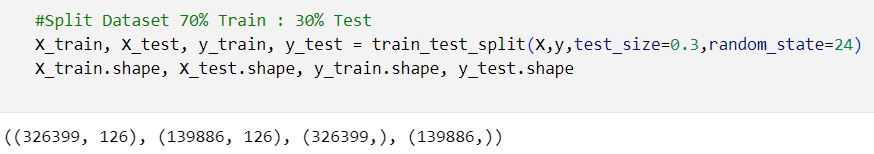 #Split Dataset 70% Train : 30% Test
X_train, X_test, y_train, y_test = train_test_split(X,y,test_size=0.3,random_state=24)
X_train.shape, X_test.shape, y_train.shape, y_test.shape
((326399, 126), (139886, 126), (326399,), (139886,))